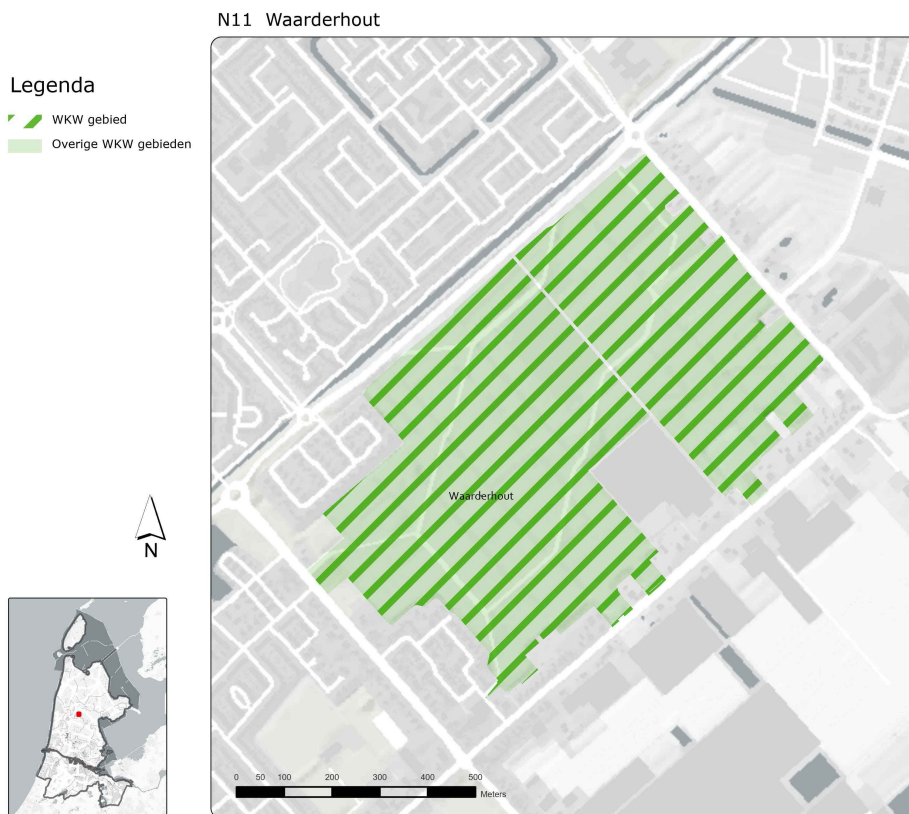 N11 Waarderhout
Legenda
WKW gebied
Overige WKW gebieden
Waarderhout
N
0 50 100 200 300 400 500
Meters